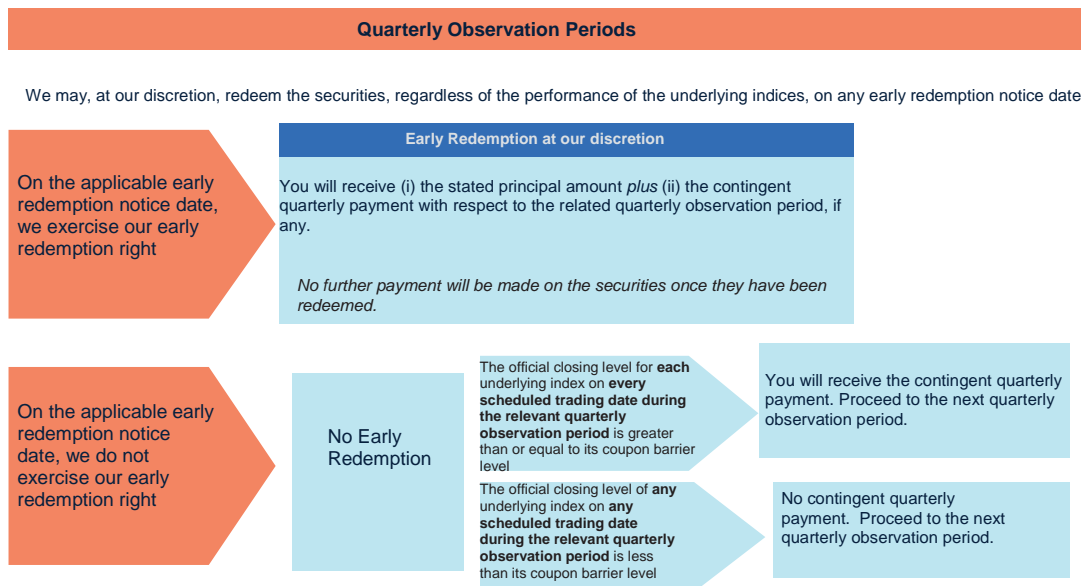 Quarterly Observation Periods
We may, at our discretion, redeem the securities, regardless of the performance of the underlying indices, on any early redemption notice date
On the applicable early
redemption notice date,
we exercise our early
redemption right
Early Redemption at our discretion
You will receive (i) the stated principal amount plus (ii) the contingent
quarterly payment with respect to the related quarterly observation period, if
any.
No further payment will be made on the securities once they have been
redeemed.
On the applicable early
redemption notice
date, we do not
exercise our early
redemption right
No Early
Redemption
The official closing level for each
underlying index on every
scheduled trading date during
the relevant quarterly
observation period is greater
than or equal to its coupon barrier
level
You will receive the contingent quarterly
payment. Proceed to the next quarterly
observation period.
The official closing level of any
underlying index on any
scheduled trading date
during the relevant quarterly
observation period is less
than its coupon barrier level
No contingent quarterly
payment.  Proceed to the next
quarterly observation period.